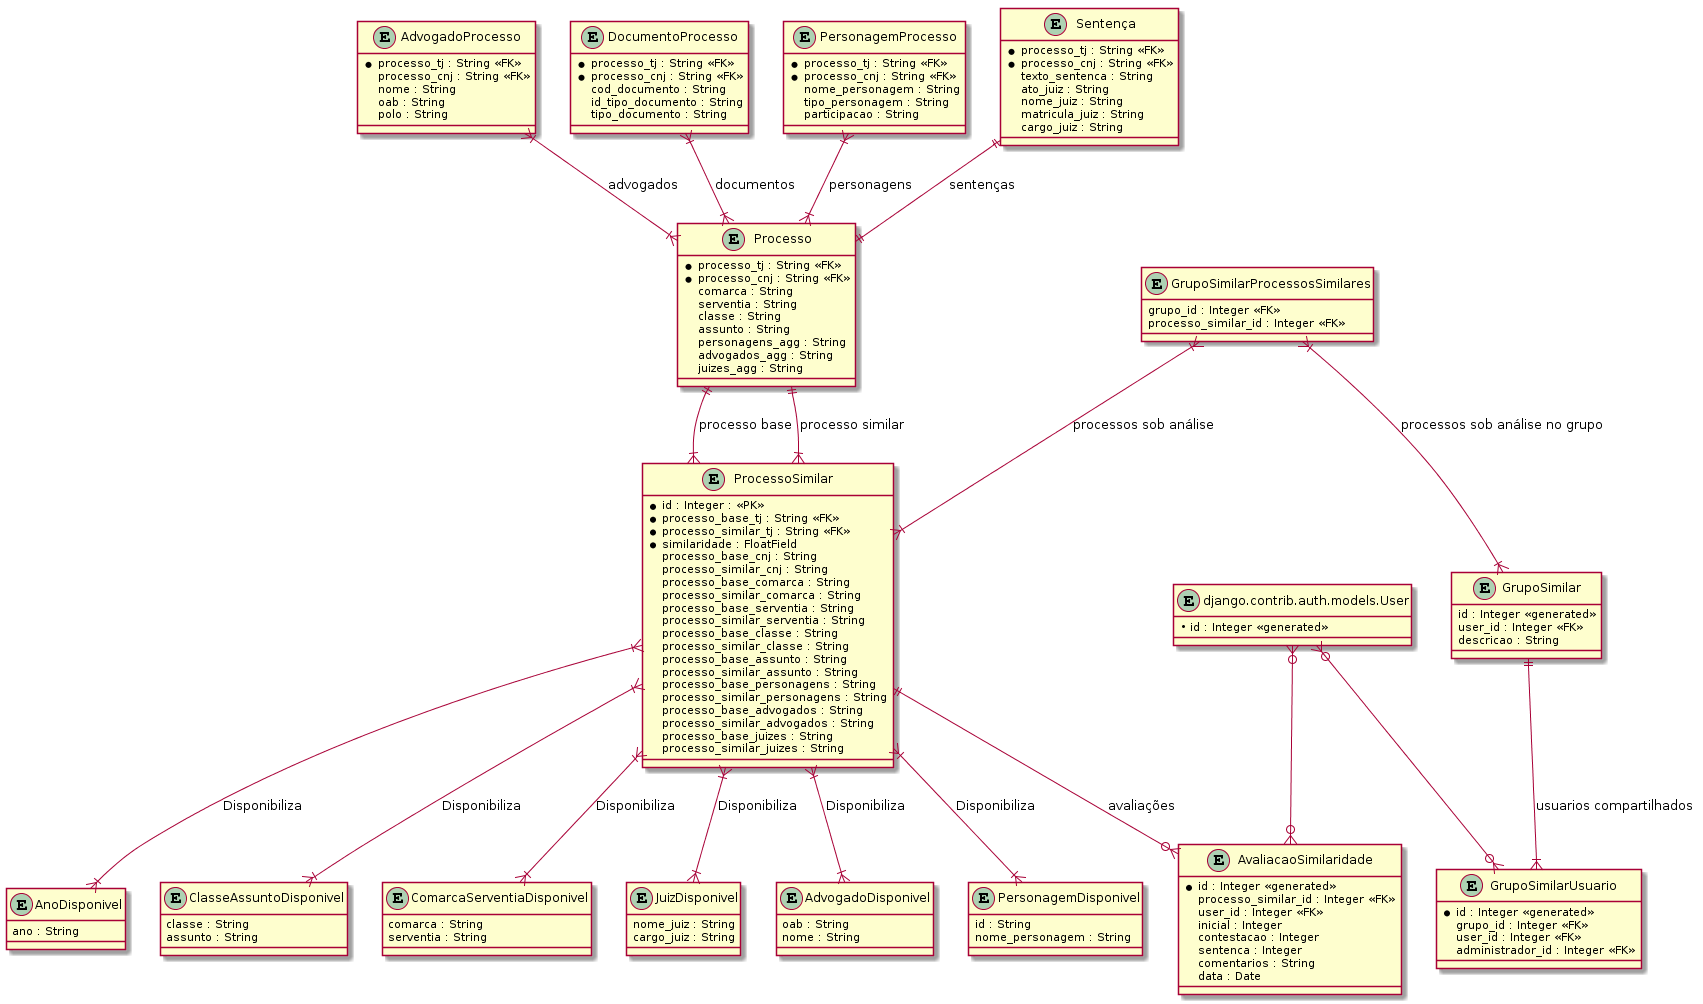 E AdvogadoProcesso
processo_tj : String «FK»
processo_cnj : String «FK»
nome : String
oab : String
polo : String
E DocumentoProcesso
processo_tj : String «FK»
processo_cnj : String «FK»
cod_documento : String
id_tipo_documento : String
tipo_documento : String
E PersonagemProcesso
processo_tj : String «FK»
processo_cnj : String «FK»
nome_personagem : String
tipo_personagem : String
participacao : String
E Sentença
processo_tj : String «FK»
processo_cnj : String «FK»
texto_sentenca : String
ato_juiz : String
nome_juiz : String
matricula_juiz : String
cargo_juiz : String
advogados
documentos
personagens
sentenças
E Processo
processo_tj : String «FK»
processo_cnj : String «FK»
comarca : String
serventia : String
classe : String
assunto : String
personagens_agg : String
advogados_agg : String
juizes_agg : String
E GrupoSimilarProcessosSimilares
grupo_id : Integer «FK»
processo_similar_id : Integer «FK»
processo base
processo similar
processos sob análise
processos sob análise no grupo
E ProcessoSimilar
id : Integer : «PK»
processo_base_tj : String «FK»
processo_similar_tj : String «FK»
similaridade : FloatField
processo_base_cnj : String
processo_similar_cnj : String
processo_base_comarca : String
processo_similar_comarca : String
processo_base_serventia : String
processo_similar_serventia : String
processo_base_classe : String
processo_similar_classe : String
processo_base_assunto : String
processo_similar_assunto : String
processo_base_personagens : String
processo_similar_personagens : String
processo_base_advogados : String
processo_similar_advogados : String
processo_base_juizes : String
processo_similar_juizes : String
E django.contrib.auth.models.User
• id : Integer «generated»
E GrupoSimilar
id : Integer «generated»
user_id : Integer «FK»
descricao : String
Disponibiliza
Disponibiliza
Disponibiliza
Disponibiliza
Disponibiliza
Disponibiliza
avaliações
usuarios compartilhados
E AnoDisponivel
ano : String
E ClasseAssuntoDisponivel
classe : String
assunto : String
E ComarcaServentiaDisponivel
comarca : String
serventia : String
E JuizDisponivel
nome_juiz : String
cargo_juiz : String
E AdvogadoDisponivel
oab : String
nome : String
E PersonagemDisponivel
id : String
nome_personagem : String
E AvaliacaoSimilaridade
id : Integer «generated»
processo_similar_id : Integer «FK»
user_id : Integer «FK»
inicial : Integer
contestacao : Integer
sentenca : Integer
comentarios : String
data : Date
E GrupoSimilarUsuario
id : Integer «generated»
grupo_id : Integer «FK»
user_id : Integer «FK»
administrador_id : Integer «FK»